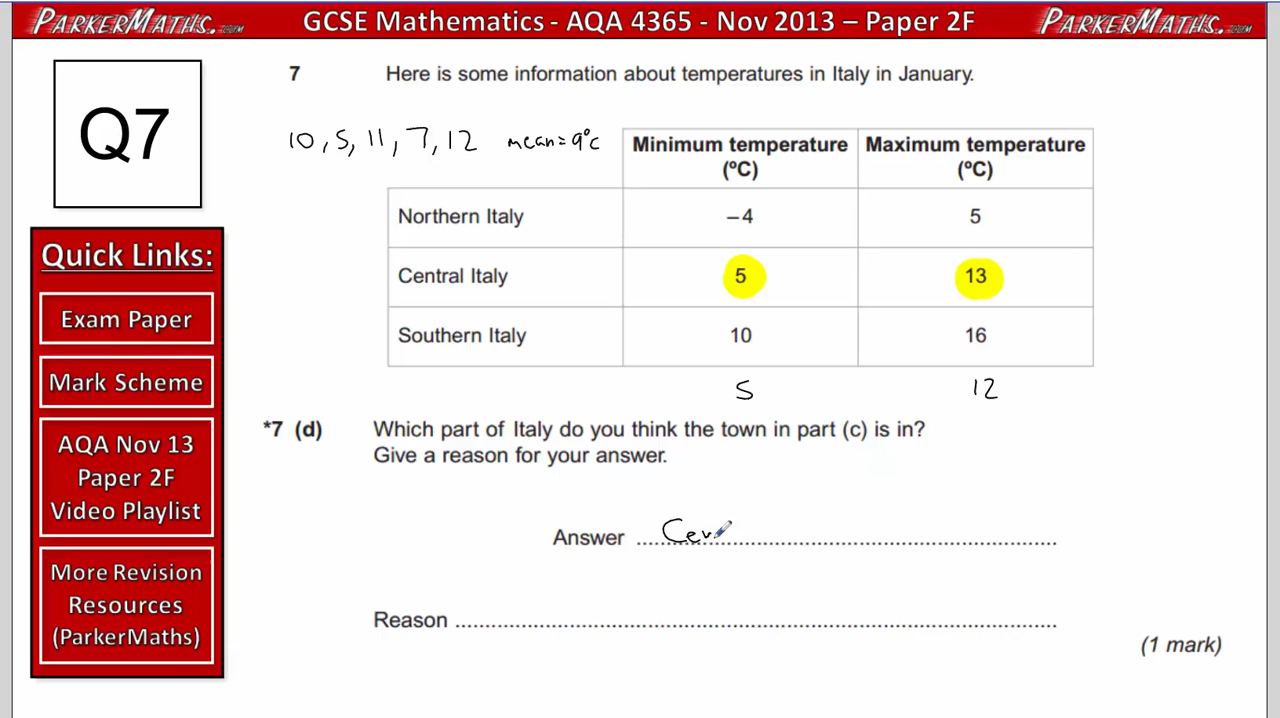 PARKERMATHS.COM
GCSE Mathematics - AQA 4365 - Nov 2013 – Paper 2F
PARKERMATHS.COM
Q7
7 Here is some information about temperatures in Italy in January.
10, 5, 11, 7, 12 mean = 9°c
Minimum temperature (ºC)
Maximum temperature (ºC)
Northern Italy –4 5
Central Italy 5 13
Southern Italy 10 16
5 12
Quick Links:
Exam Paper
Mark Scheme
AQA Nov 13
Paper 2F
Video Playlist
More Revision
Resources
(ParkerMaths)
*7 (d) Which part of Italy do you think the town in part (c) is in?
Give a reason for your answer.
Answer Cen
Reason
(1 mark)